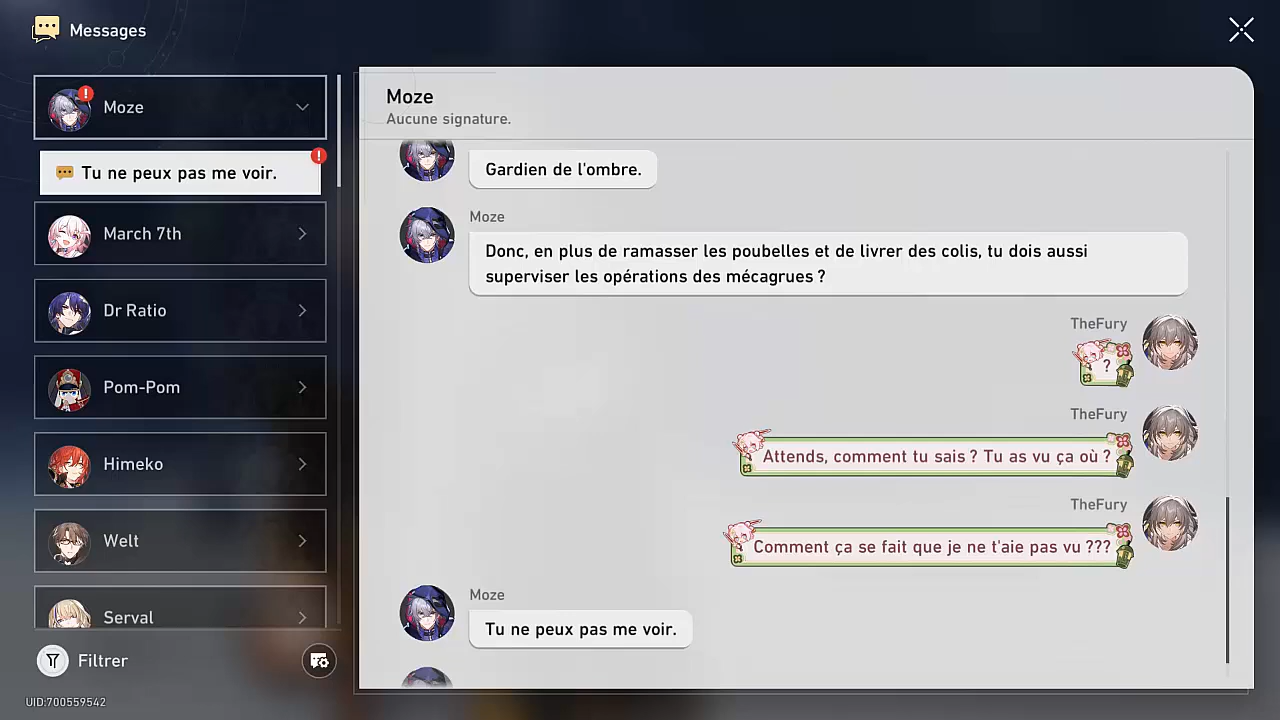 Messages
Moze
Tu ne peux pas me voir.
March 7th
Dr Ratio
Pom-Pom
Himeko
Welt
Serval
Filtrer
UID:700559542
Moze
Aucune signature.
Gardien de l'ombre.
Moze
Donc, en plus de ramasser les poubelles et de livrer des colis, tu dois aussi
superviser les opérations des mécagrues ?
TheFury
?
TheFury
Attends, comment tu sais ? Tu as vu ça où ?
TheFury
Comment ça se fait que je ne t'aie pas vu ???
Moze
Tu ne peux pas me voir.